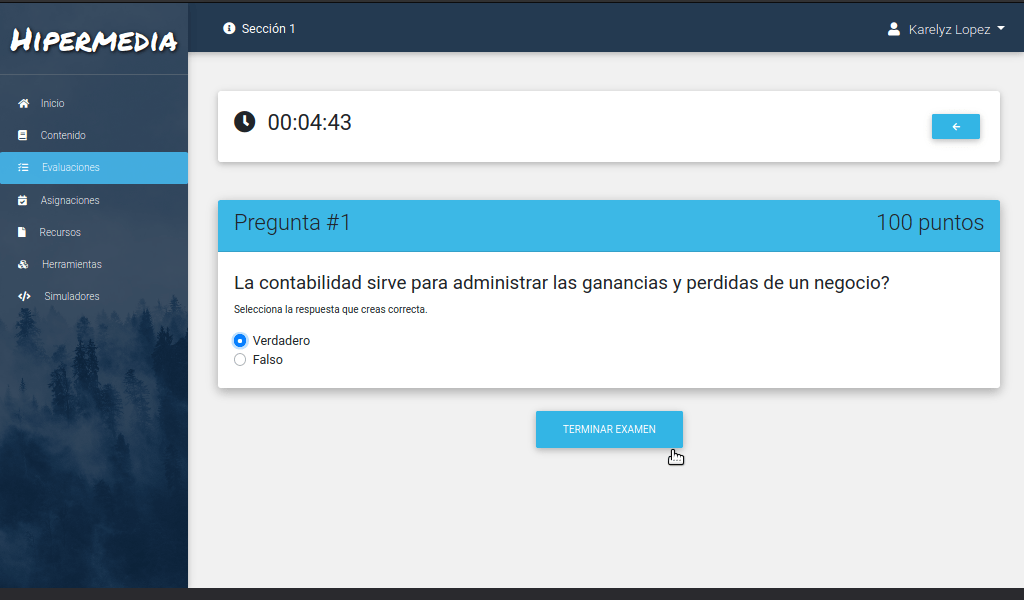 Hipermedia
Sección 1
Karelyz Lopez
Inicio
Contenido
Evaluaciones
Asignaciones
Recursos
Herramientas
Simuladores
00:04:43
Pregunta #1
100 puntos
La contabilidad sirve para administrar las ganancias y perdidas de un negocio?
Selecciona la respuesta que creas correcta.
Verdadero
Falso
TERMINAR EXAMEN